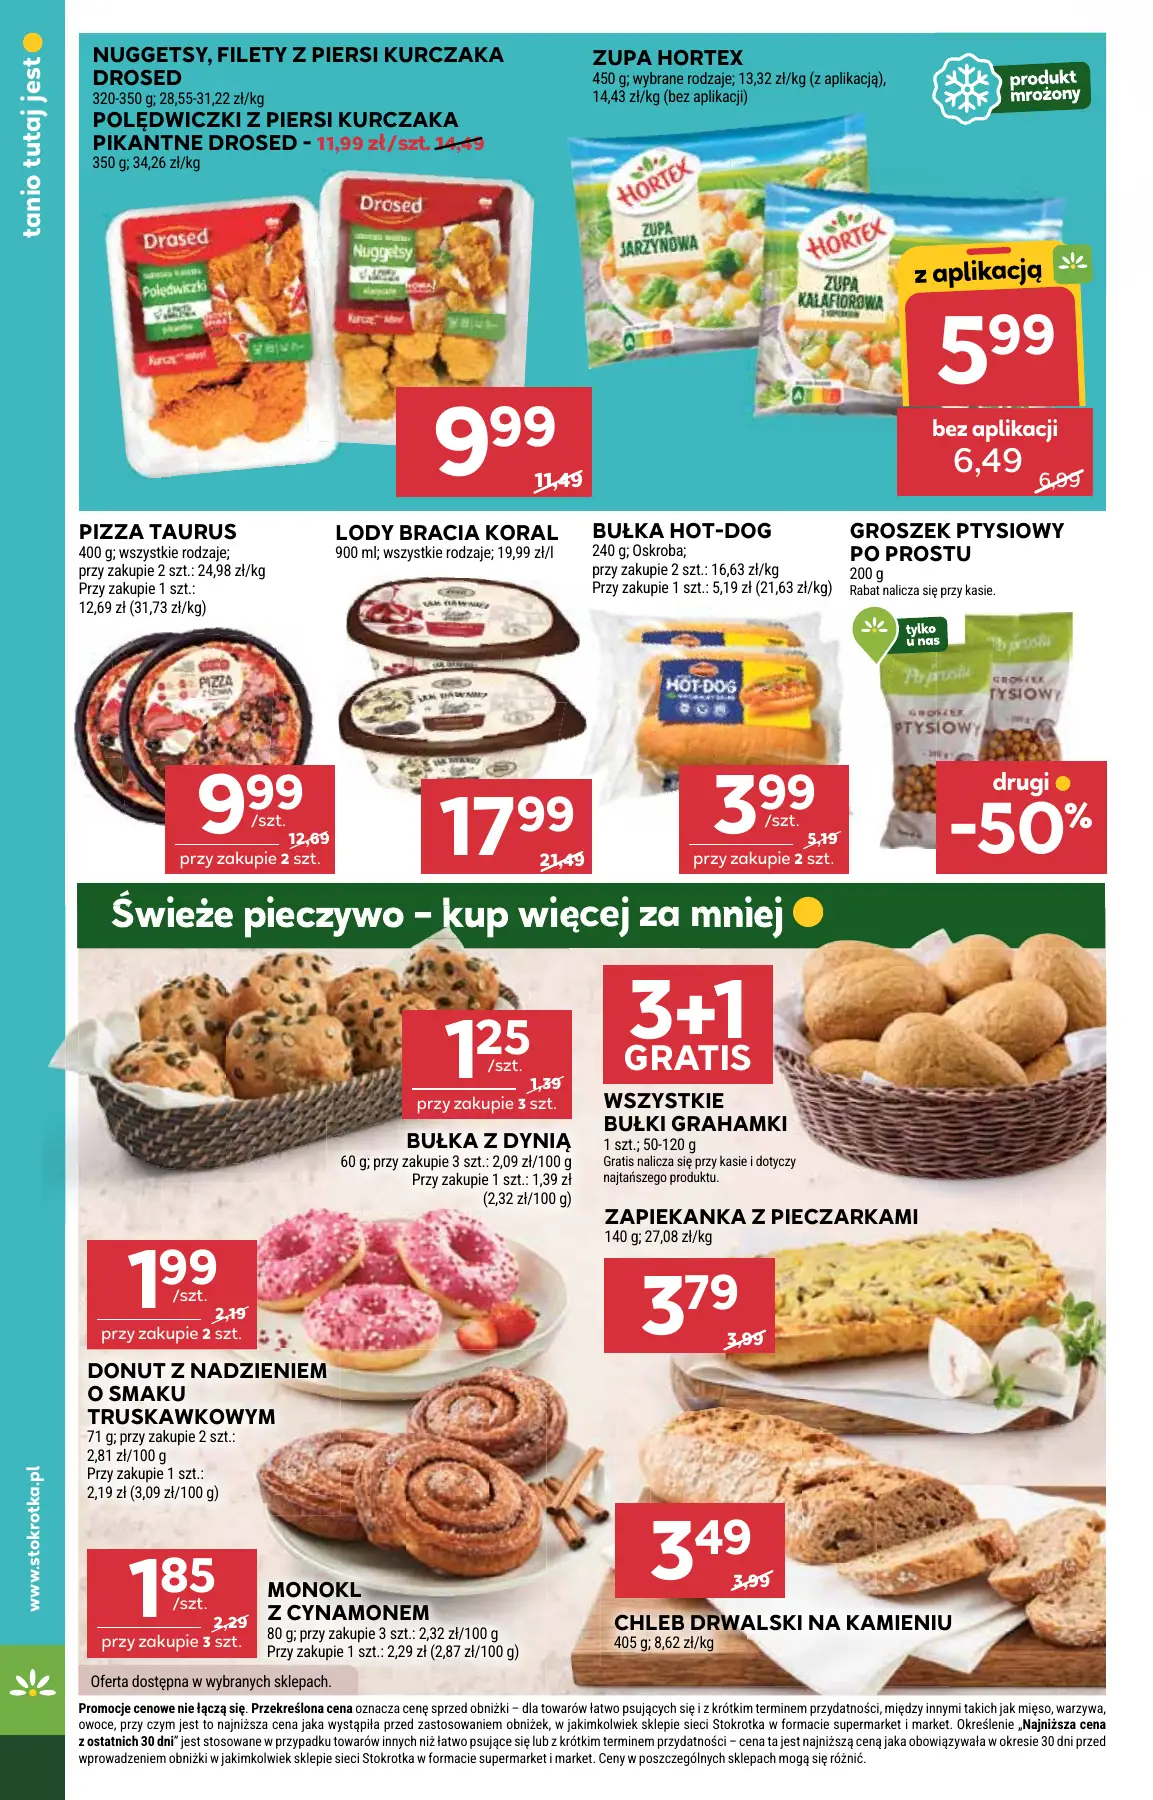 tanio tutaj jest
www.stokrotka.pl
NUGGETSY, FILETY Z PIERSI KURCZAKA
DROSED
320-350 g; 28,55-31,22 zł/kg
POLĘDWICZKI Z PIERSI KURCZAKA
PIKANTNE DROSED - 11,99 zł/szt. 14,49
350 g; 34,26 zł/kg
Drosed
Polędwiczki
Drosed
Nuggetsy
9 99
11,49
ZUPA HORTEX
450 g; wybrane rodzaje; 13,32 zł/kg (z aplikacją),
14,43 zł/kg (bez aplikacji)
produkt
mrożony
HORTEX
ZUPA
JARZYNOWA
HORTEX
ZUPA
KALAFIOROWA
z aplikacją
5 99
bez aplikacji
6,49
6,99
PIZZA TAURUS
400 g; wszystkie rodzaje;
przy zakupie 2 szt.: 24,98 zł/kg
Przy zakupie 1 szt.:
12,69 zł (31,73 zł/kg)
PIZZA
9 99
/szt.
12,69
przy zakupie 2 szt.
LODY BRACIA KORAL
900 ml; wszystkie rodzaje; 19,99 zł/l
JAK DAWNIEJ
JAK DAWNIEJ
17 99
21,49
BUŁKA HOT-DOG
240 g; Oskroba;
przy zakupie 2 szt.: 16,63 zł/kg
Przy zakupie 1 szt.: 5,19 zł (21,63 zł/kg)
HOT-DOG
3 99
/szt.
5,19
przy zakupie 2 szt.
GROSZEK PTYSIOWY
PO PROSTU
200 g
Rabat nalicza się przy kasie.
tylko
u nas
Po prostu
GROSZEK
PTYSIOWY
Po prostu
GROSZEK
PTYSIOWY
drugi
-50%
Świeże pieczywo – kup więcej za mniej
1 25
/szt.
1,39
przy zakupie 3 szt.
BUŁKA Z DYNIĄ
60 g; przy zakupie 3 szt.: 2,09 zł/100 g
Przy zakupie 1 szt.: 1,39 zł
(2,32 zł/100 g)
3+1
GRATIS
WSZYSTKIE
BUŁKI GRAHAMKI
1 szt.; 50-120 g
Gratis nalicza się przy kasie i dotyczy
najtańszego produktu.
ZAPIEKANKA Z PIECZARKAMI
140 g; 27,08 zł/kg
3 79
3,99
1 99
/szt.
2,19
przy zakupie 2 szt.
DONUT Z NADZIENIEM
O SMAKU
TRUSKAWKOWYM
71 g; przy zakupie 2 szt.:
2,81 zł/100 g
Przy zakupie 1 szt.:
2,19 zł (3,09 zł/100 g)
1 85
/szt.
2,29
przy zakupie 3 szt.
MONOKL
Z CYNAMONEM
80 g; przy zakupie 3 szt.: 2,32 zł/100 g
Przy zakupie 1 szt.: 2,29 zł (2,87 zł/100 g)
3 49
3,99
CHLEB DRWALSKI NA KAMIENIU
405 g; 8,62 zł/kg
Oferta dostępna w wybranych sklepach.
Promocje cenowe nie łączą się. Przekreślona cena oznacza cenę sprzed obniżki – dla towarów łatwo psujących się i z krótkim terminem przydatności, między innymi takich jak mięso, warzywa,
owoce, przy czym jest to najniższa cena jaka wystąpiła przed zastosowaniem obniżek, w jakimkolwiek sklepie sieci Stokrotka w formacie supermarket i market. Określenie „Najniższa cena
z ostatnich 30 dni” jest stosowane w przypadku towarów innych niż łatwo psujące się lub z krótkim terminem przydatności – cena ta jest najniższą ceną jaka obowiązywała w okresie 30 dni przed
wprowadzeniem obniżki w jakimkolwiek sklepie sieci Stokrotka w formacie supermarket i market. Ceny w poszczególnych sklepach mogą się różnić.